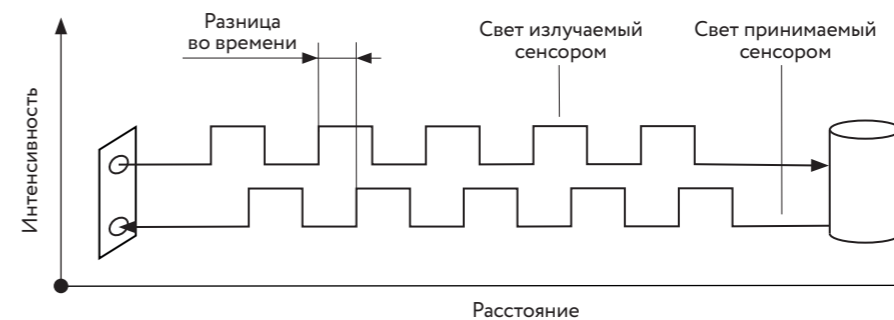 Разница
во времени
Свет излучаемый
сенсором
Свет принимаемый
сенсором
Интенсивность
Расстояние